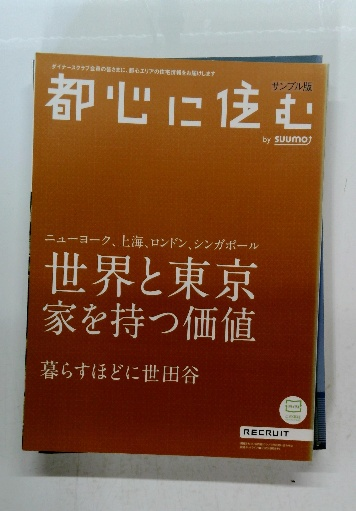 ダイナースクラブ会員の皆さまに、都心エリアの住宅情報をお届けします
サンプル版
都心に住む
by SUUMO
ニューヨーク、上海、ロンドン、シンガポール
世界と東京
家を持つ価値
暮らすほどに世田谷
RECRUIT